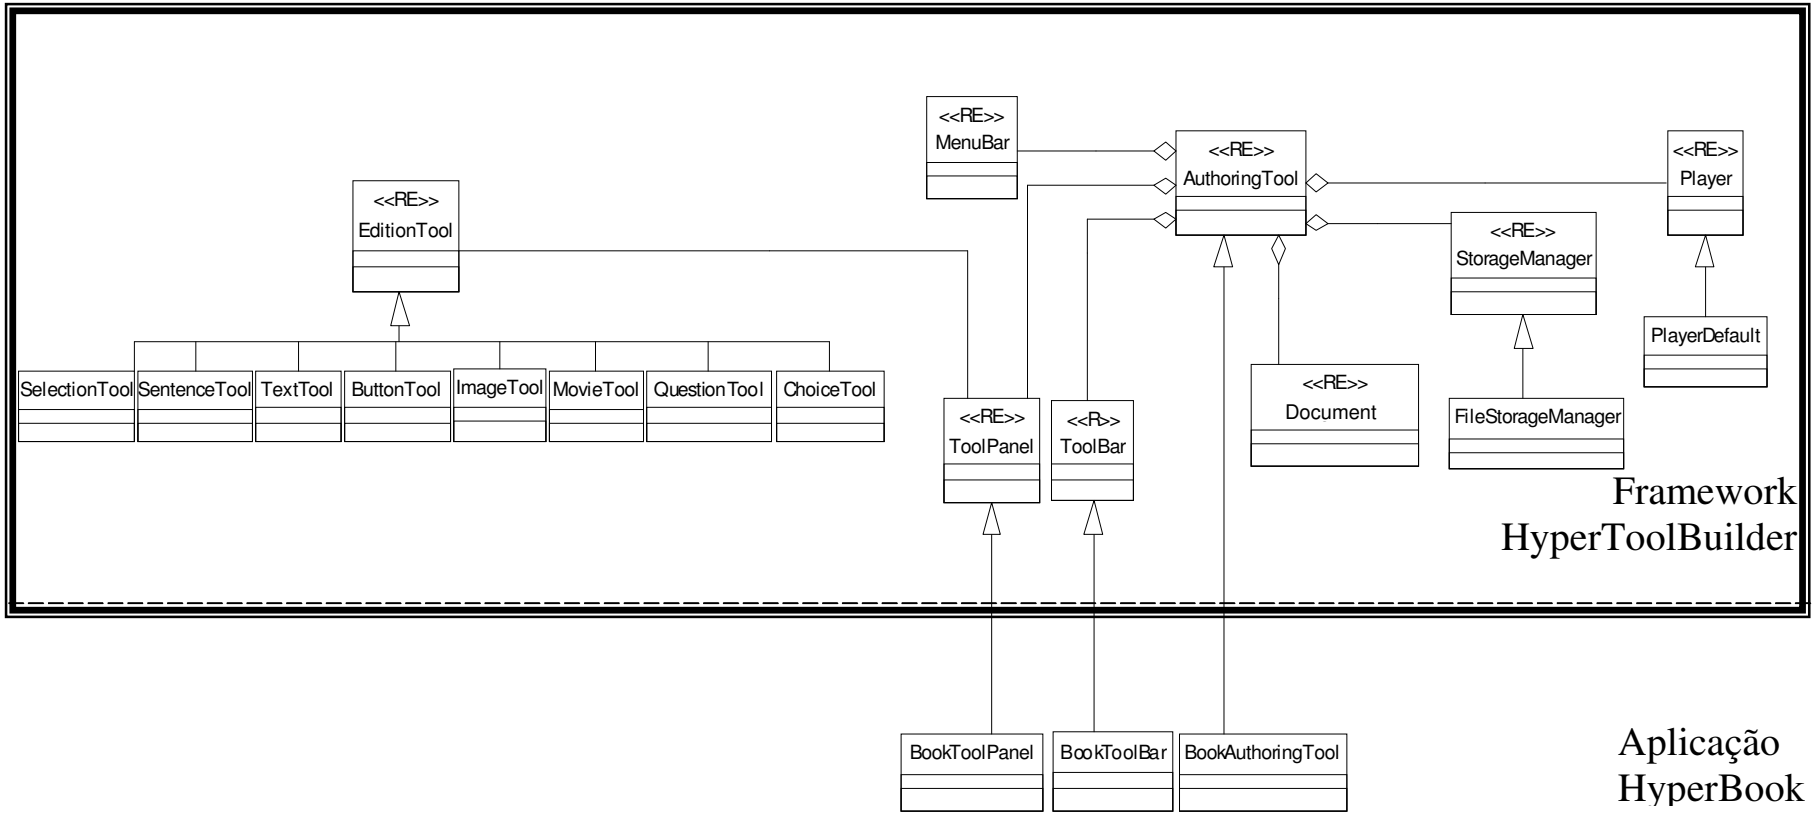 <<RE>>
MenuBar
<<RE>>
AuthoringTool
<<RE>>
Player
<<RE>>
EditionTool
<<RE>>
StorageManager
PlayerDefault
SelectionTool
SentenceTool
TextTool
ButtonTool
ImageTool
MovieTool
QuestionTool
ChoiceTool
<<RE>>
ToolPanel
<<R>>
ToolBar
<<RE>>
Document
FileStorageManager
Framework
HyperToolBuilder
BookToolPanel
BookToolBar
BookAuthoringTool
Aplicação
HyperBook